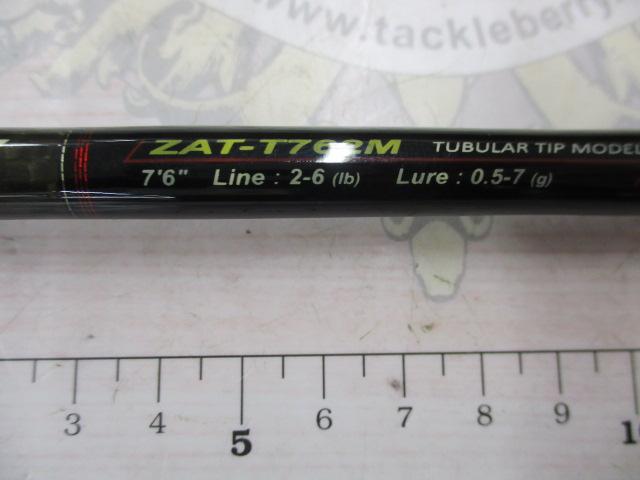 www.tackleberry
ZAT-T762M TUBULAR TIP MODEL
7'6" Line : 2-6 (lb) Lure : 0.5-7 (g)
3 4 5 6 7 8 9 10